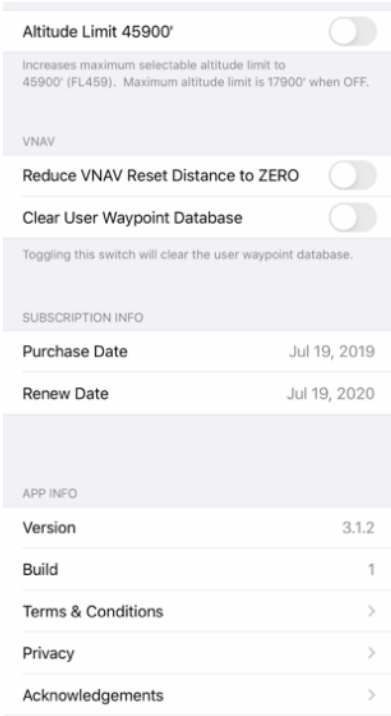 Altitude Limit 45900'
Increases maximum selectable altitude limit to
45900' (FL459).  Maximum altitude limit is 17900' when OFF.
VNAV
Reduce VNAV Reset Distance to ZERO
Clear User Waypoint Database
Toggling this switch will clear the user waypoint database.
SUBSCRIPTION INFO
Purchase Date Jul 19, 2019
Renew Date Jul 19, 2020
APP INFO
Version 3.1.2
Build 1
Terms & Conditions
Privacy
Acknowledgements